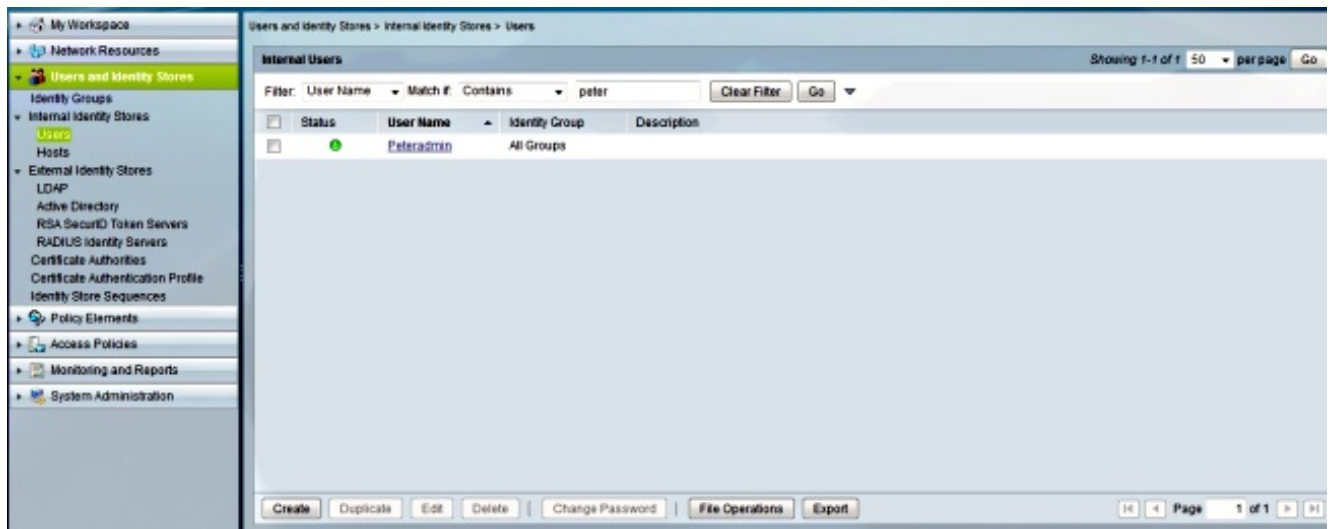 My Workspace
Network Resources
Users and Identity Stores
Identity Groups
Internal Identity Stores
Users
Hosts
External Identity Stores
LDAP
Active Directory
RSA SecurID Token Servers
RADIUS Identity Servers
Certificate Authorities
Certificate Authentication Profile
Identity Store Sequences
Policy Elements
Access Policies
Monitoring and Reports
System Administration
Users and Identity Stores > Internal Identity Stores > Users
Internal Users Showing 1-1 of 1 50 per page Go
Filter: User Name Match if: Contains peter Clear Filter Go
Status User Name Identity Group Description
Peteradmin All Groups
Create Duplicate Edit Delete | Change Password | File Operations Export Page 1 of 1